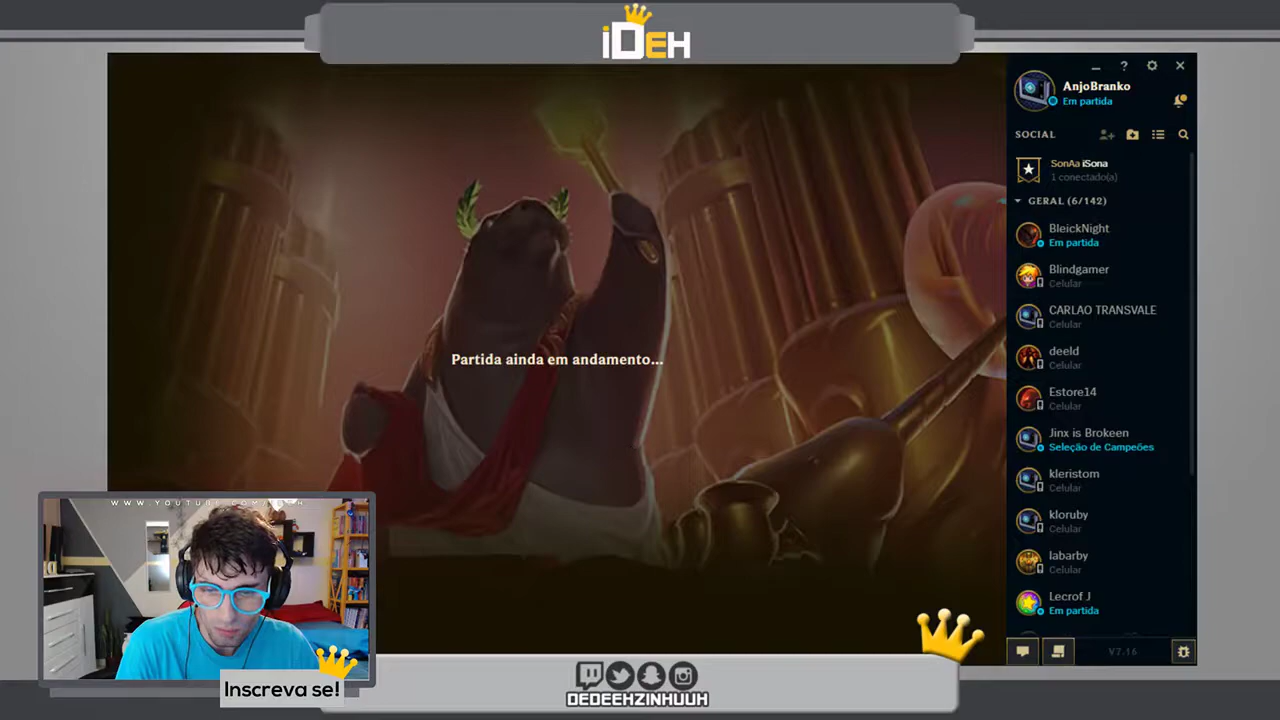 iDEH
AnjoBranko
Em partida
SOCIAL
SonAa iSona
1 conectado(a)
GERAL (6/142)
BleickNight
Em partida
Blindgamer
Celular
CARLAO TRANSVALE
Celular
deeld
Celular
Estore14
Celular
Jinx is Brokeen
Seleção de Campeões
kleristom
Celular
kloruby
Celular
labarby
Celular
Lecrof J
Em partida
V7.16
Partida ainda em andamento...
Inscreva se!
DEDEEHZINHUUH